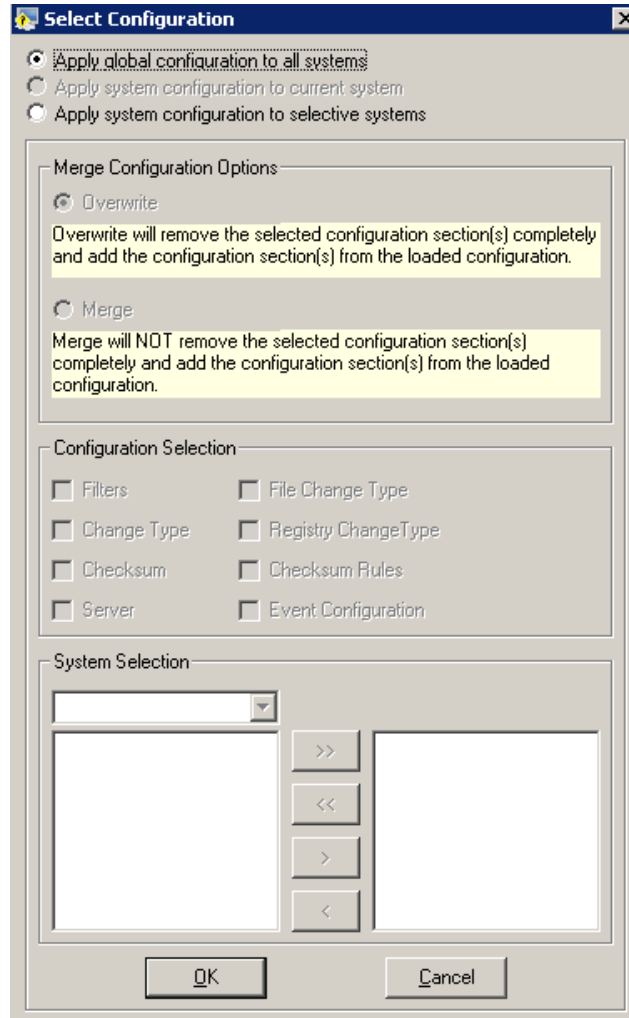 Select Configuration
Apply global configuration to all systems
Apply system configuration to current system
Apply system configuration to selective systems
Merge Configuration Options
Overwrite
Overwrite will remove the selected configuration section(s) completely
and add the configuration section(s) from the loaded configuration.
Merge
Merge will NOT remove the selected configuration section(s)
completely and add the configuration section(s) from the loaded
configuration.
Configuration Selection
Filters File Change Type
Change Type Registry ChangeType
Checksum Checksum Rules
Server Event Configuration
System Selection
>>
<<
>
<
OK Cancel